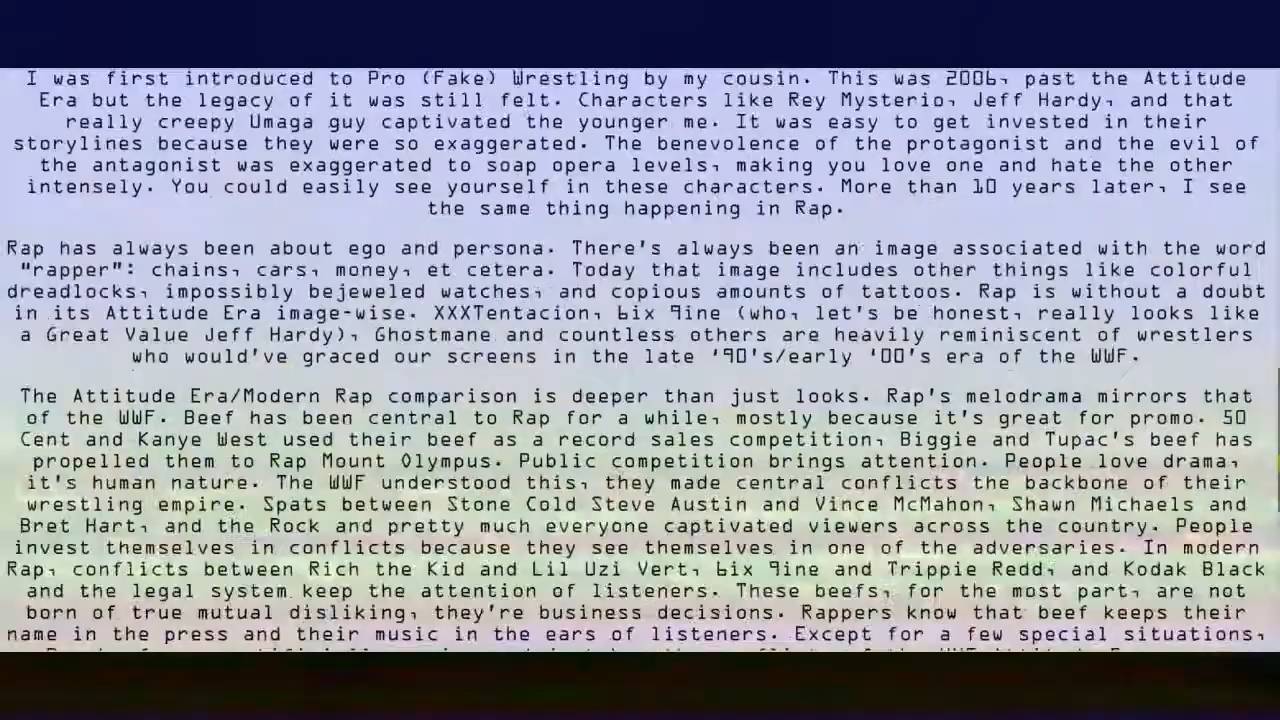 I was first introduced to Pro (Fake) Wrestling by my cousin. This was 2006, past the Attitude
Era but the legacy of it was still felt. Characters like Rey Mysterio, Jeff Hardy, and that
really creepy Umaga guy captivated the younger me. It was easy to get invested in their
storylines because they were so exaggerated. The benevolence of the protagonist and the evil of
the antagonist was exaggerated to soap opera levels, making you love one and hate the other
intensely. You could easily see yourself in these characters. More than 10 years later, I see
the same thing happening in Rap.
Rap has always been about ego and persona. There's always been an image associated with the word
"rapper": chains, cars, money, et cetera. Today that image includes other things like colorful
dreadlocks, impossibly bejeweled watches, and copious amounts of tattoos. Rap is without a doubt
in its Attitude Era image-wise. XXXTentacion, 6ix 9ine (who, let's be honest, really looks like
a Great Value Jeff Hardy), Ghostmane and countless others are heavily reminiscent of wrestlers
who would've graced our screens in the late '90's/early '00's era of the WWF.
The Attitude Era/Modern Rap comparison is deeper than just looks. Rap's melodrama mirrors that
of the WWF. Beef has been central to Rap for a while, mostly because it's great for promo. 50
Cent and Kanye West used their beef as a record sales competition, Biggie and Tupac's beef has
propelled them to Rap Mount Olympus. Public competition brings attention. People love drama,
it's human nature. The WWF understood this, they made central conflicts the backbone of their
wrestling empire. Spats between Stone Cold Steve Austin and Vince McMahon, Shawn Michaels and
Bret Hart, and the Rock and pretty much everyone captivated viewers across the country. People
invest themselves in conflicts because they see themselves in one of the adversaries. In modern
Rap, conflicts between Rich the Kid and Lil Uzi Vert, 6ix 9ine and Trippie Redd, and Kodak Black
and the legal system keep the attention of listeners. These beefs, for the most part, are not
born of true mutual disliking, they're business decisions. Rappers know that beef keeps their
name in the press and their music in the ears of listeners. Except for a few special situations,